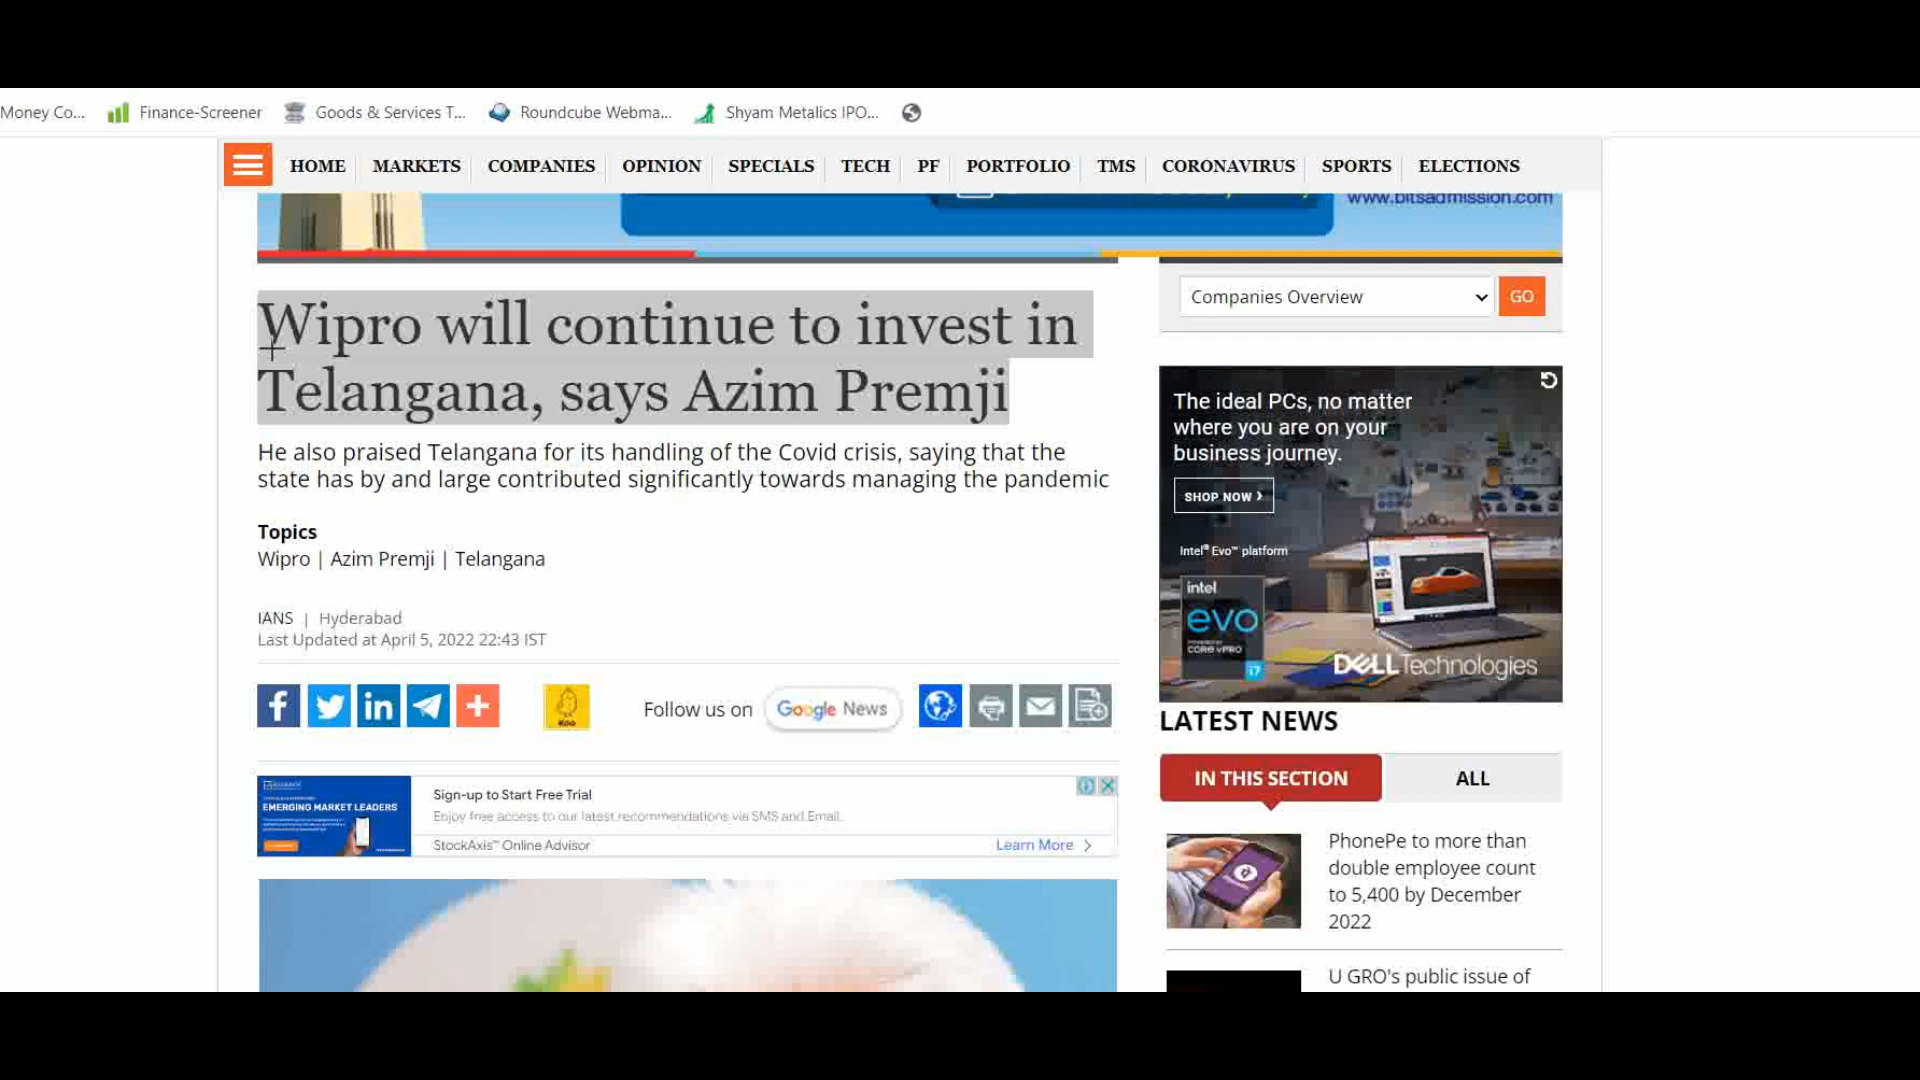 Money Co...
Finance-Screener
Goods & Services T...
Roundcube Webma...
Shyam Metalics IPO...
HOME
MARKETS
COMPANIES
OPINION
SPECIALS
TECH
PF
PORTFOLIO
TMS
CORONAVIRUS
SPORTS
ELECTIONS
www.bitsadmission.com
Wipro will continue to invest in
Telangana, says Azim Premji
He also praised Telangana for its handling of the Covid crisis, saying that the
state has by and large contributed significantly towards managing the pandemic
Topics
Wipro | Azim Premji | Telangana
IANS | Hyderabad
Last Updated at April 5, 2022 22:43 IST
Koo
Follow us on
Google News
EMERGING MARKET LEADERS
Sign-up to Start Free Trial
Enjoy free access to our latest recommendations via SMS and Email.
StockAxis™ Online Advisor
Learn More
Companies Overview
GO
The ideal PCs, no matter
where you are on your
business journey.
SHOP NOW
Intel® Evo™ platform
intel
evo
CORE vPRO
i7
DELL Technologies
LATEST NEWS
IN THIS SECTION
ALL
PhonePe to more than
double employee count
to 5,400 by December
2022
U GRO's public issue of